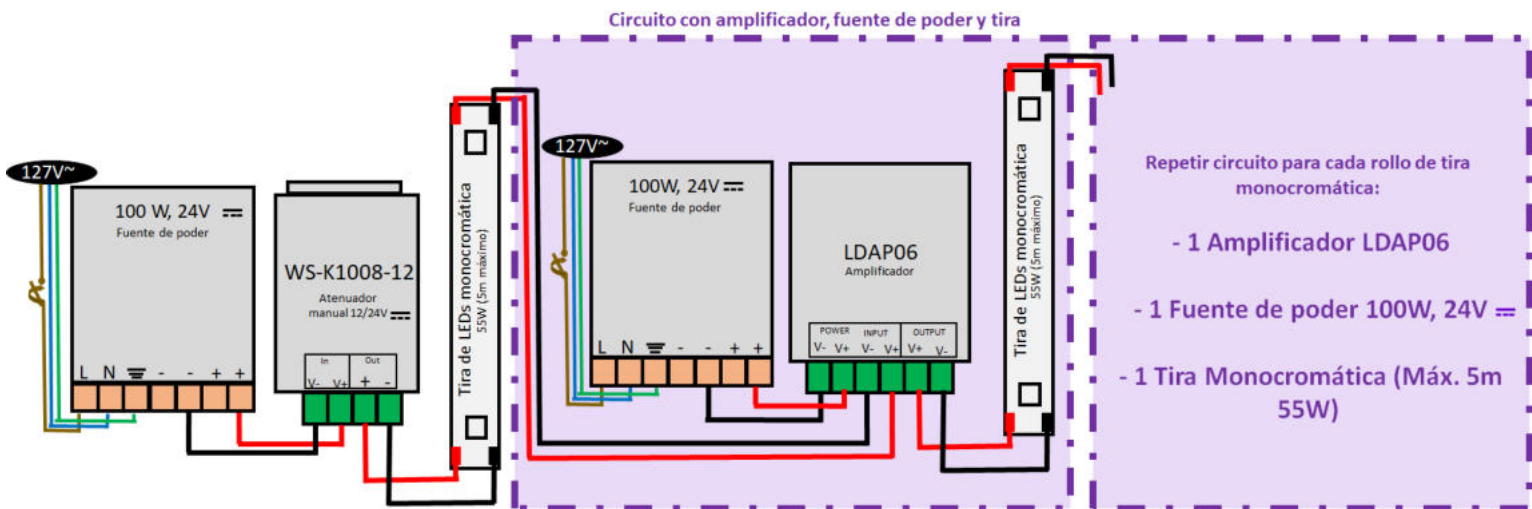 Circuito con amplificador, fuente de poder y tira
127V~
100 W, 24V
Fuente de poder
L N - - + +
WS-K1008-12
Atenuador
manual 12/24V
In Out
V- V+ + -
Tira de LEDs monocromática
55W (5m máximo)
127V~
100W, 24V
Fuente de poder
L N - - + +
LDAP06
Amplificador
POWER INPUT OUTPUT
V- V+ V- V+ V+ V-
Tira de LEDs monocromática
55W (5m máximo)
Repetir circuito para cada rollo de tira
monocromática:
- 1 Amplificador LDAP06
- 1 Fuente de poder 100W, 24V
- 1 Tira Monocromática (Máx. 5m
55W)